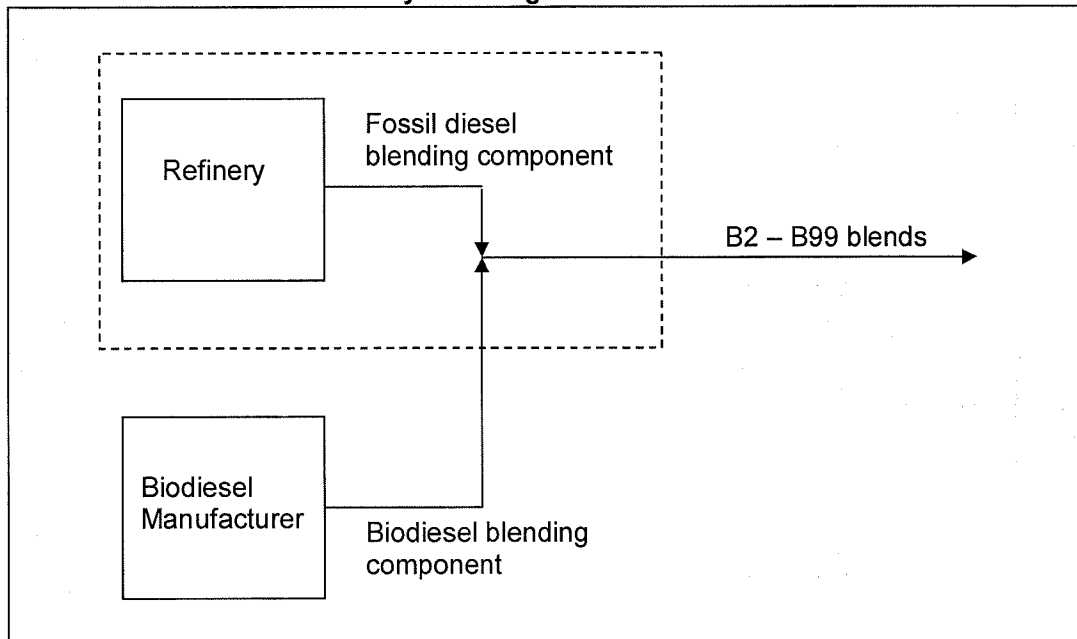 Refinery
Fossil diesel
blending component
B2 – B99 blends
Biodiesel
Manufacturer
Biodiesel blending
component